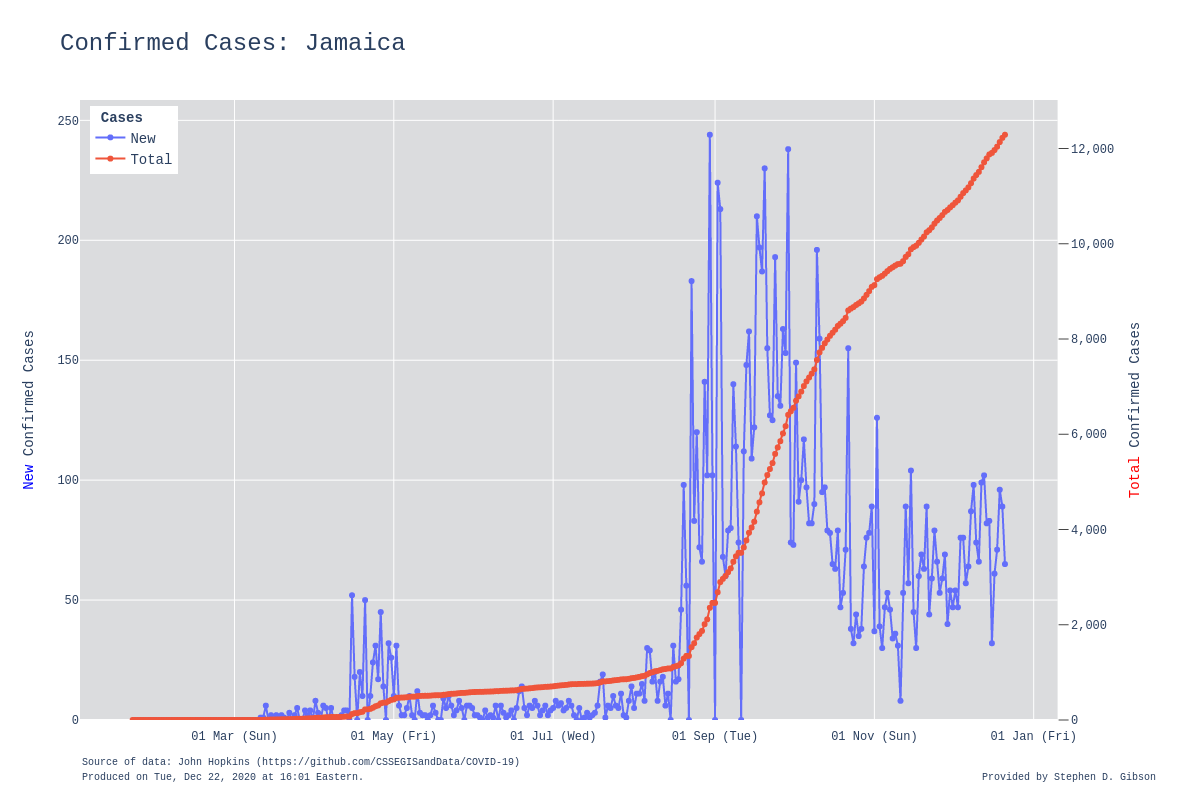 Confirmed Cases: Jamaica
Cases
New
Total
250
200
150
100
50
0
12,000
10,000
8,000
6,000
4,000
2,000
0
New Confirmed Cases
Total Confirmed Cases
01 Mar (Sun)
01 May (Fri)
01 Jul (Wed)
01 Sep (Tue)
01 Nov (Sun)
01 Jan (Fri)
Source of data: John Hopkins (https://github.com/CSSEGISandData/COVID-19)
Produced on Tue, Dec 22, 2020 at 16:01 Eastern.
Provided by Stephen D. Gibson